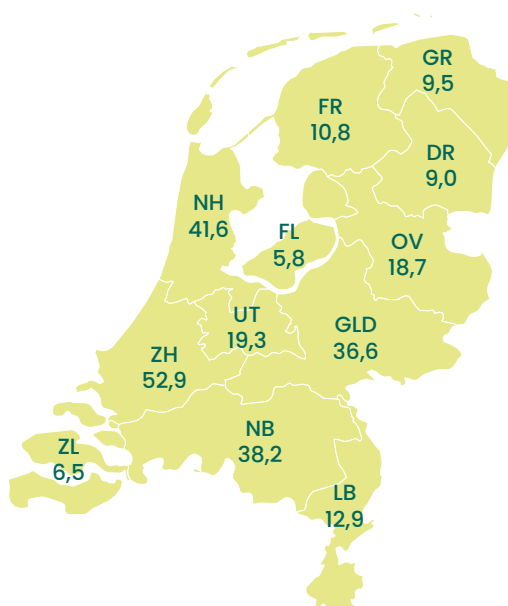 GR
9,5
FR
10,8
DR
9,0
NH
41,6
FL
5,8
OV
18,7
UT
19,3
GLD
36,6
ZH
52,9
NB
38,2
ZL
6,5
LB
12,9